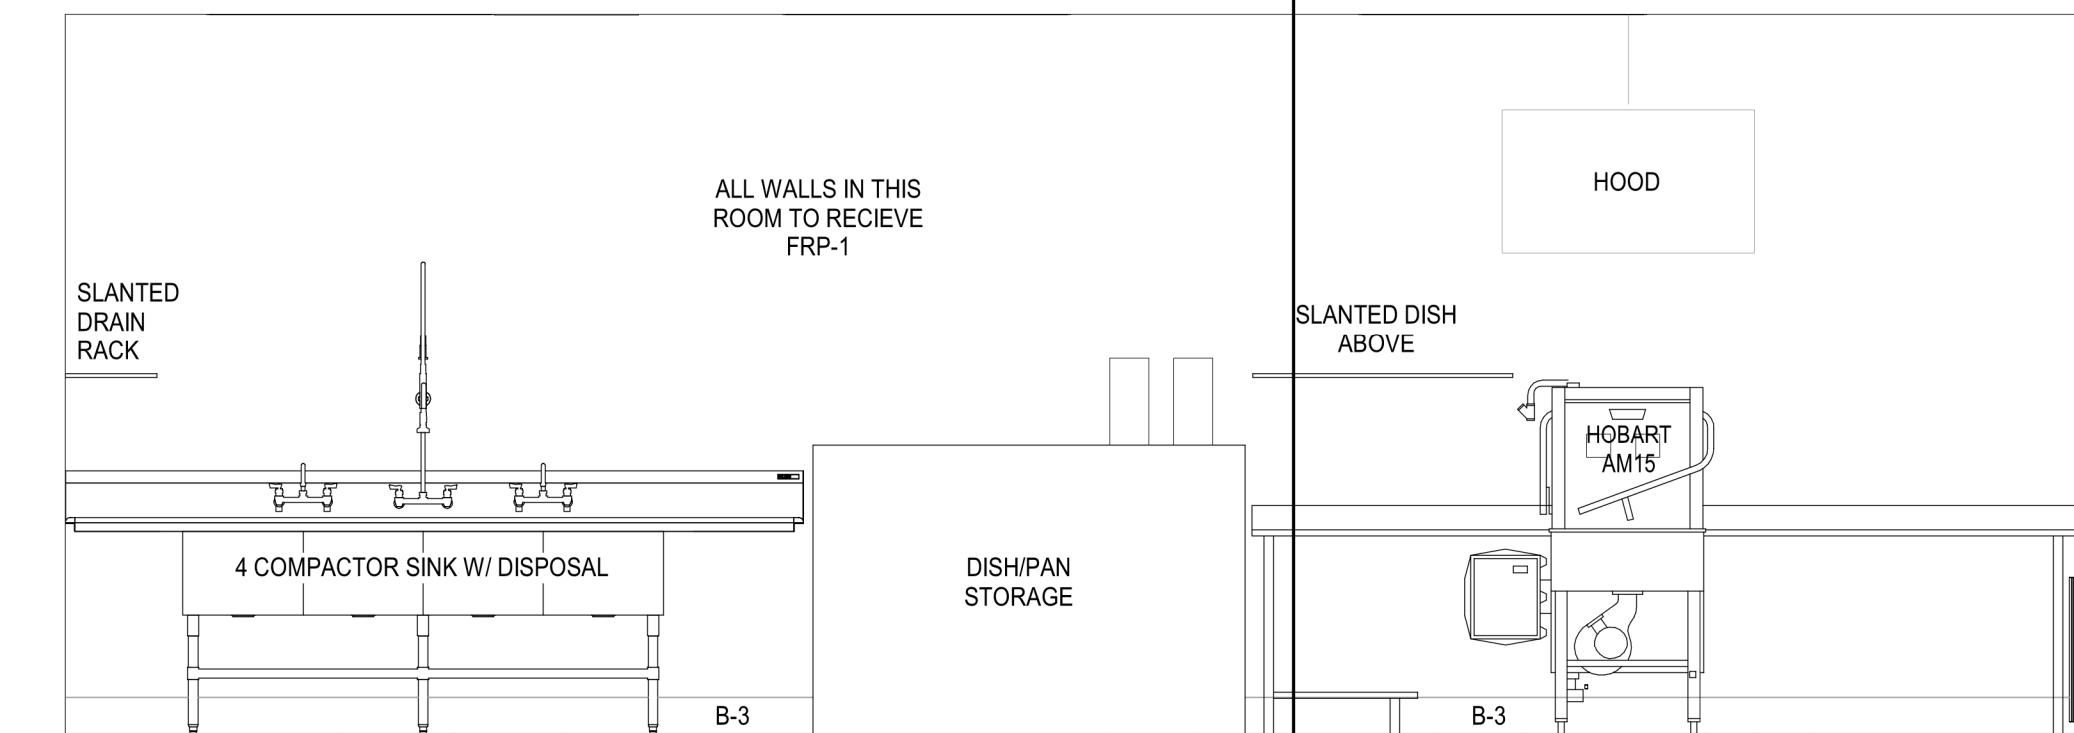 ALL WALLS IN THIS
ROOM TO RECIEVE
FRP-1
HOOD
SLANTED
DRAIN
RACK
SLANTED DISH
ABOVE
HOBART
AM15
4 COMPACTOR SINK W/ DISPOSAL
DISH/PAN
STORAGE
B-3
B-3